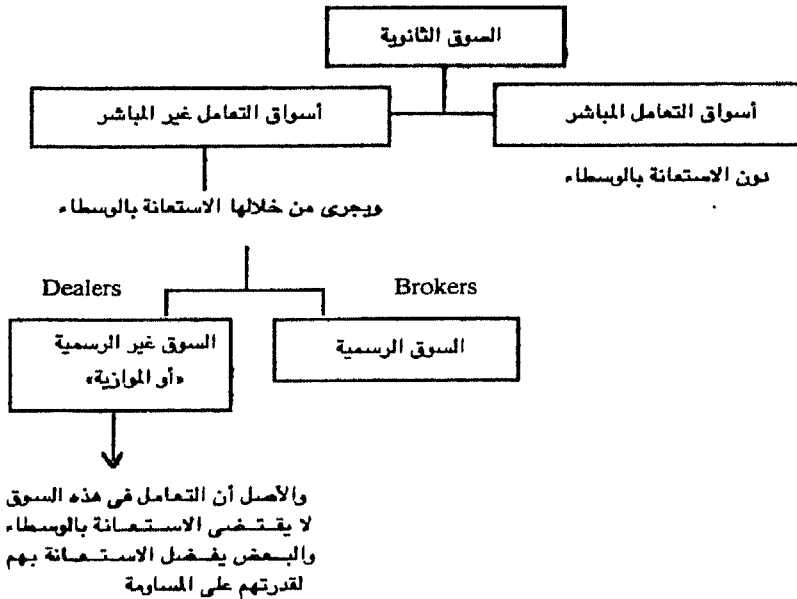 السوق الثانوية
أسواق التعامل المباشر
أسواق التعامل غير المباشر
دون الاستعانة بالوسطاء
ويجرى من خلالها الاستعانة بالوسطاء
Brokers
Dealers
السوق الرسمية
السوق غير الرسمية
«أو الموازية»
والأصل أن التعامل فى هذه السوق
لا يقتضى الاستعانة بالوسطاء
والبعض يفضل الاستعانة بهم
لقدرتهم على المساومة